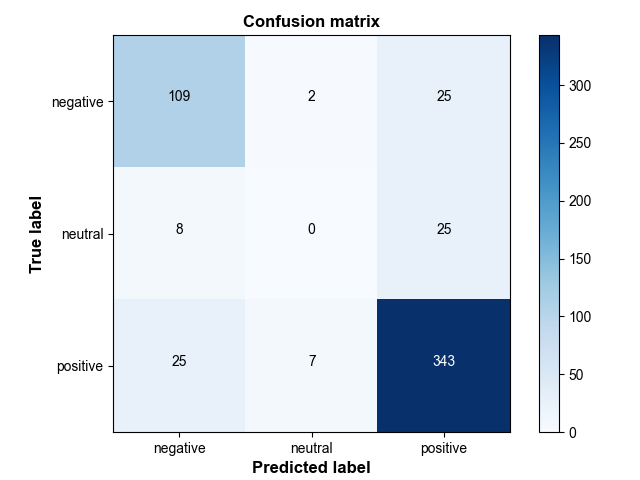 Confusion matrix
negative 109 2 25
neutral 8 0 25
positive 25 7 343
negative neutral positive
Predicted label
True label
300
250
200
150
100
50
0